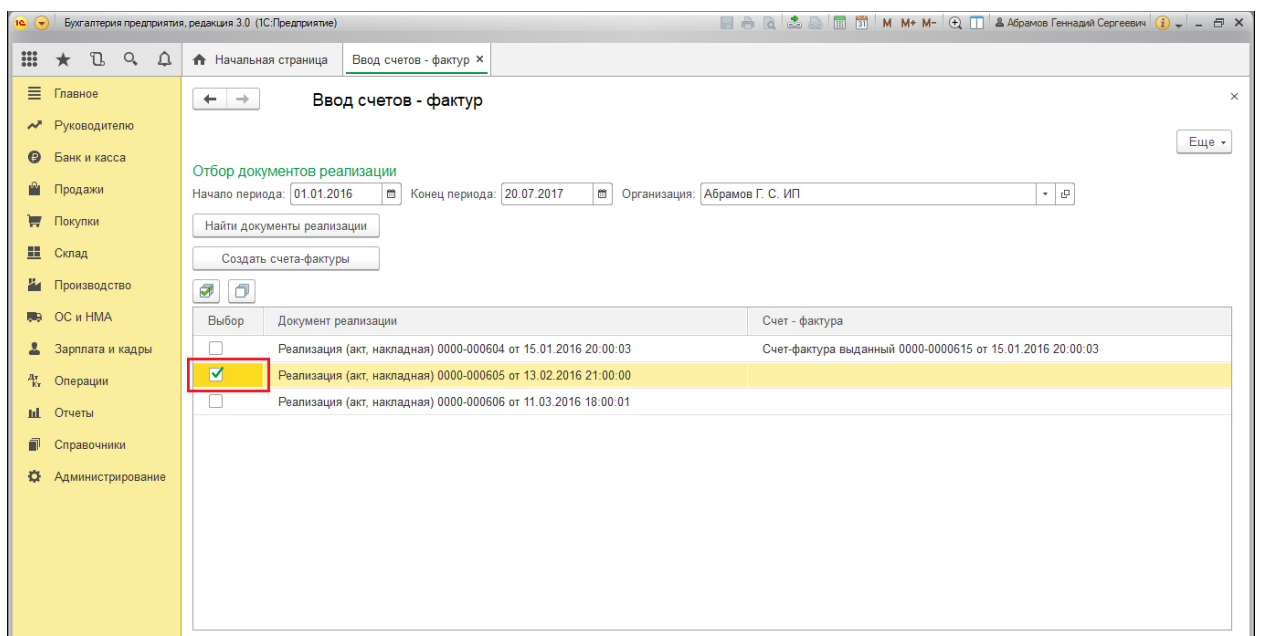 1С Бухгалтерия предприятия, редакция 3.0 (1С:Предприятие) 31 M M+ M- Абрамов Геннадий Сергеевич i
Начальная страница Ввод счетов - фактур ×
Главное
Руководителю
Банк и касса
Продажи
Покупки
Склад
Производство
ОС и НМА
Зарплата и кадры
Дт Кт Операции
Отчеты
Справочники
Администрирование
Ввод счетов - фактур
Еще
Отбор документов реализации
Начало периода: 01.01.2016 Конец периода: 20.07.2017 Организация: Абрамов Г. С. ИП
Найти документы реализации
Создать счета-фактуры
Выбор Документ реализации Счет - фактура
Реализация (акт, накладная) 0000-000604 от 15.01.2016 20:00:03 Счет-фактура выданный 0000-0000615 от 15.01.2016 20:00:03
Реализация (акт, накладная) 0000-000605 от 13.02.2016 21:00:00
Реализация (акт, накладная) 0000-000606 от 11.03.2016 18:00:01